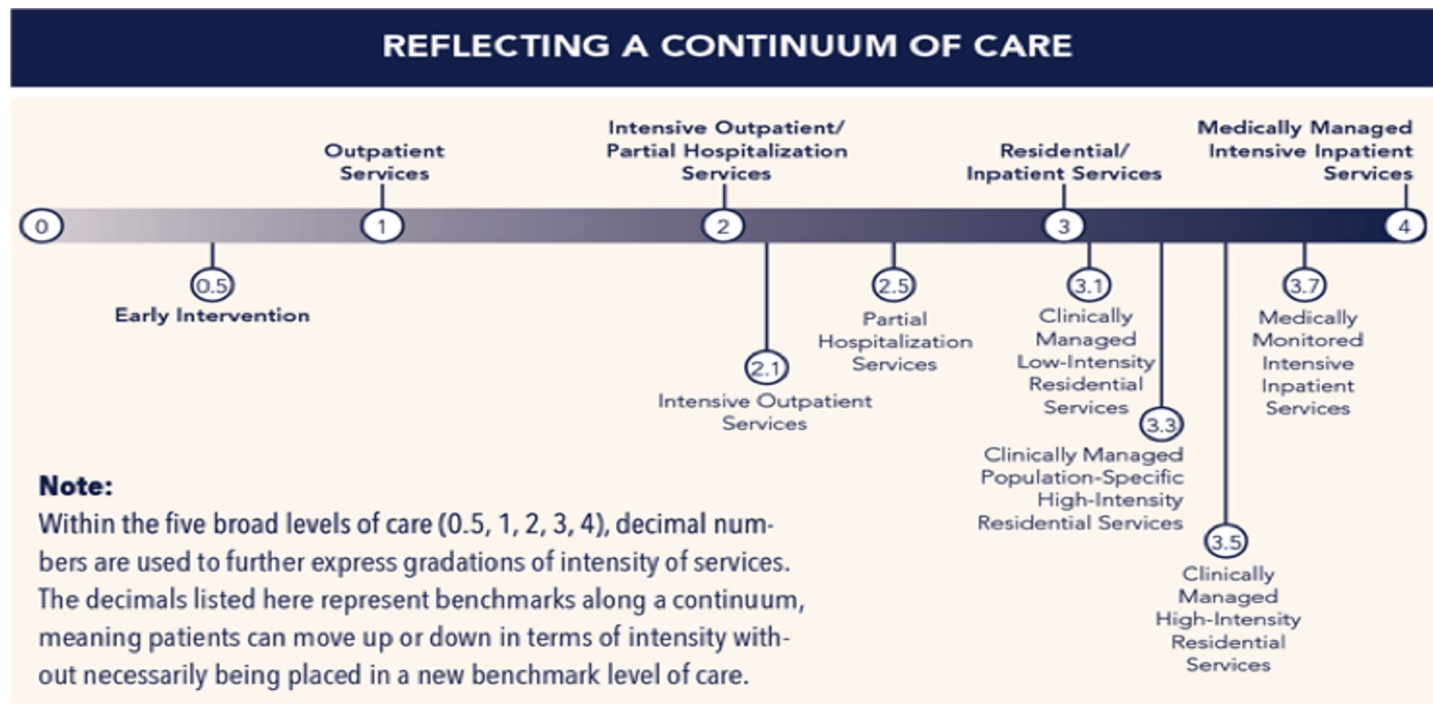 REFLECTING A CONTINUUM OF CARE
Outpatient
Services
Intensive Outpatient/
Partial Hospitalization
Services
Residential/
Inpatient Services
Medically Managed
Intensive Inpatient
Services
0
1
2
3
4
0.5
Early Intervention
2.1
Intensive Outpatient
Services
2.5
Partial
Hospitalization
Services
3.1
Clinically
Managed
Low-Intensity
Residential
Services
3.3
Clinically Managed
Population-Specific
High-Intensity
Residential Services
3.5
Clinically
Managed
High-Intensity
Residential
Services
3.7
Medically
Monitored
Intensive
Inpatient
Services
Note:
Within the five broad levels of care (0.5, 1, 2, 3, 4), decimal num-
bers are used to further express gradations of intensity of services.
The decimals listed here represent benchmarks along a continuum,
meaning patients can move up or down in terms of intensity with-
out necessarily being placed in a new benchmark level of care.